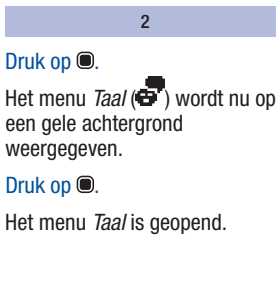 2
Druk op .
Het menu Taal () wordt nu op
een gele achtergrond
weergegeven.
Druk op .
Het menu Taal is geopend.